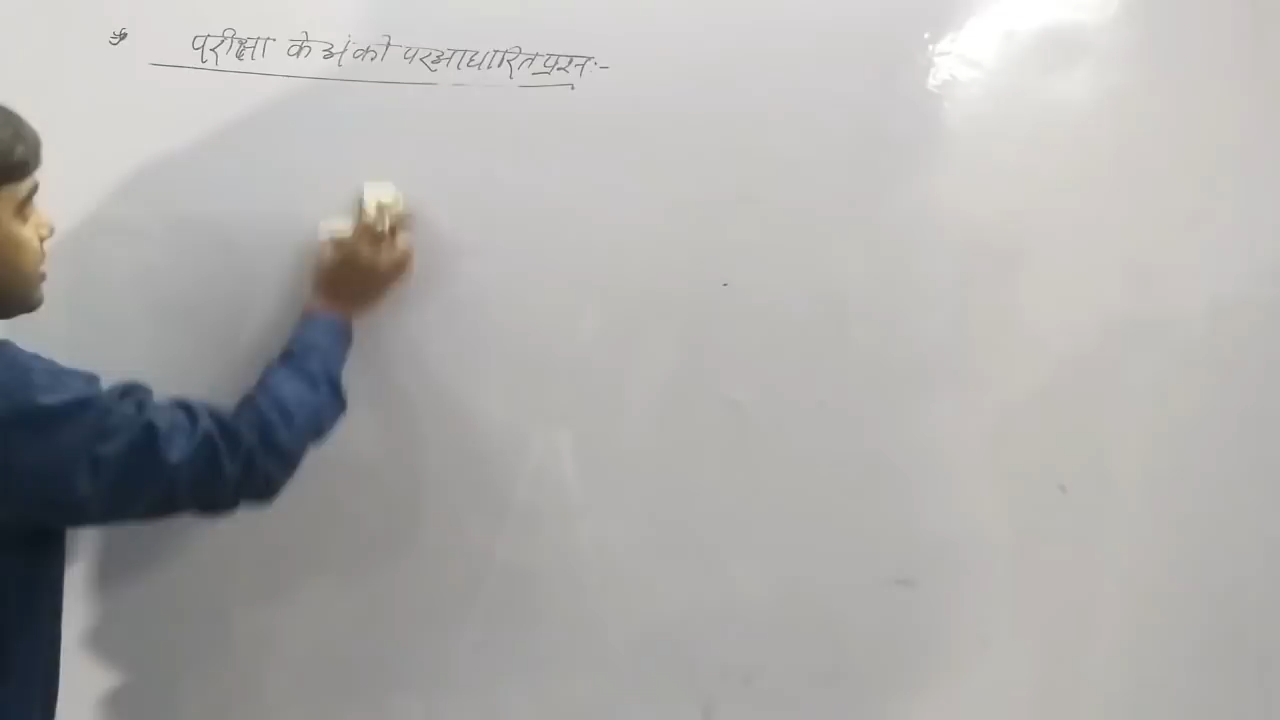 परीक्षा के अंको पर आधारित प्रश्न:-